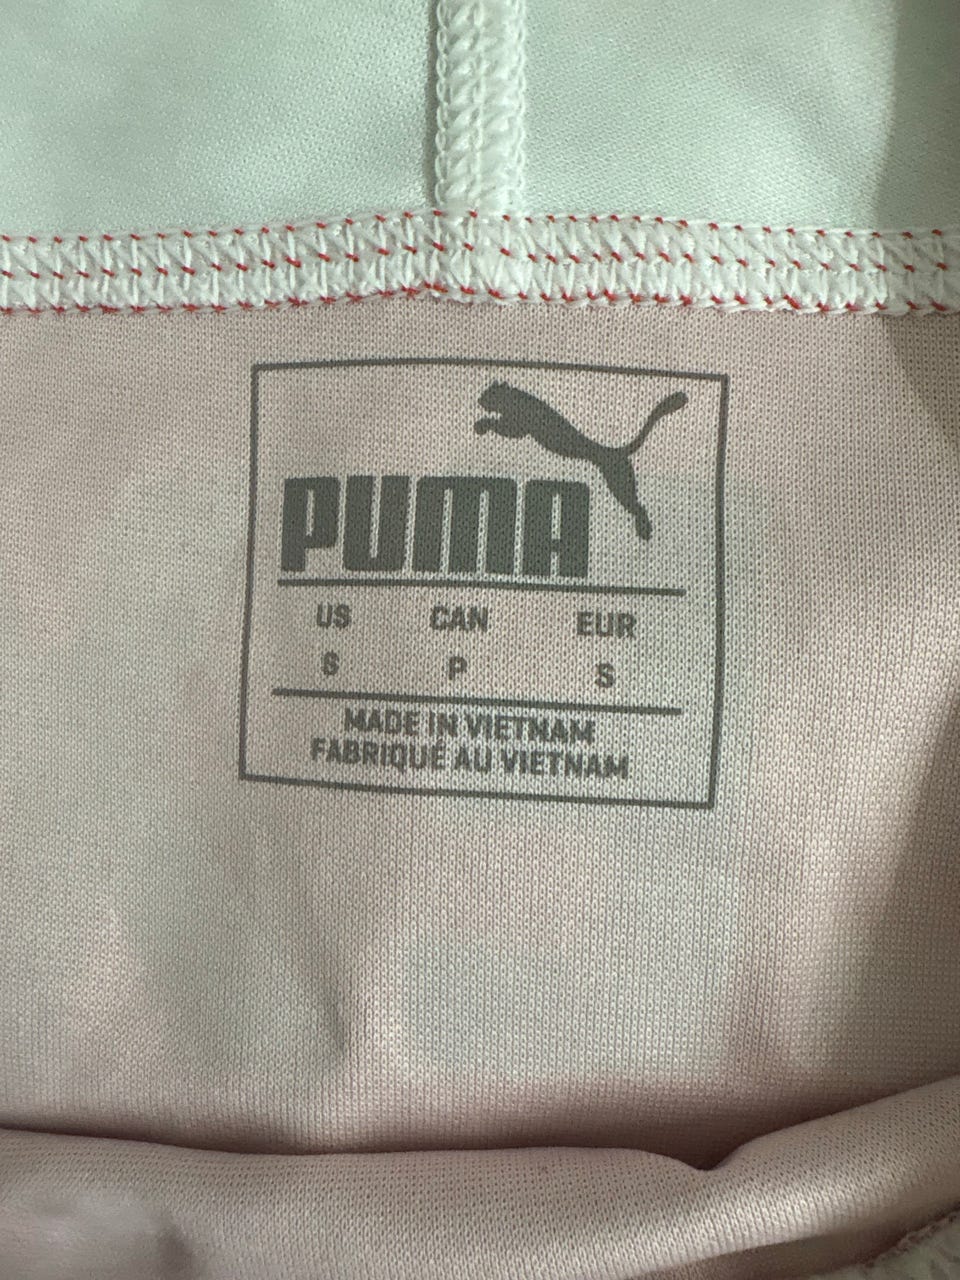 PUMA
US CAN EUR
S P S
MADE IN VIETNAM
FABRIQUÉ AU VIETNAM